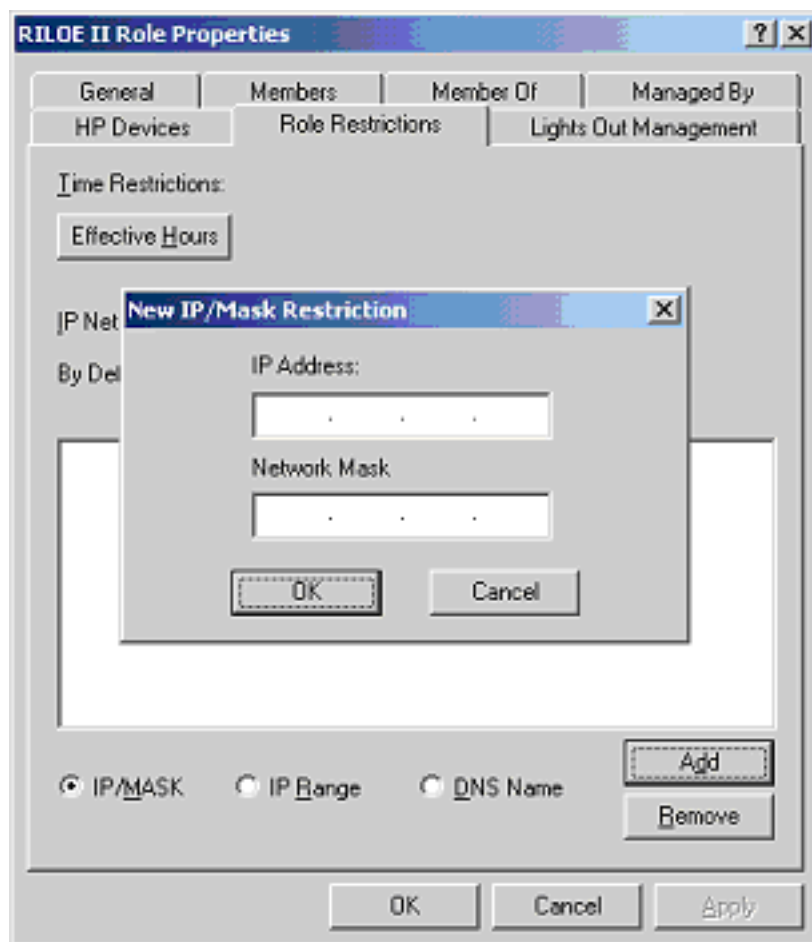 RILOE II Role Properties
General Members Member Of Managed By
HP Devices Role Restrictions Lights Out Management
Time Restrictions:
Effective Hours
IP Net
By Def
New IP/Mask Restriction
IP Address:
. . .
Network Mask
. . .
OK Cancel
IP/MASK IP Range DNS Name
Add
Remove
OK Cancel Apply